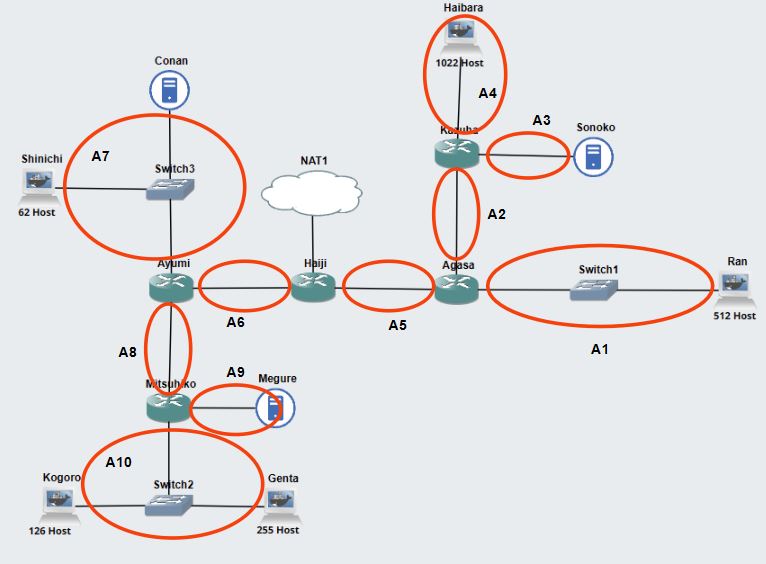 Haibara
1022 Host
A4
Conan
Kazuha
A3
Sonoko
A7
Shinichi
Switch3
NAT1
62 Host
A2
Ayumi
Haiji
Agasa
Switch1
Ran
A6
A5
512 Host
A1
A8
A9
Mitsuhiko
Megure
A10
Kogoro
Switch2
Genta
126 Host
255 Host